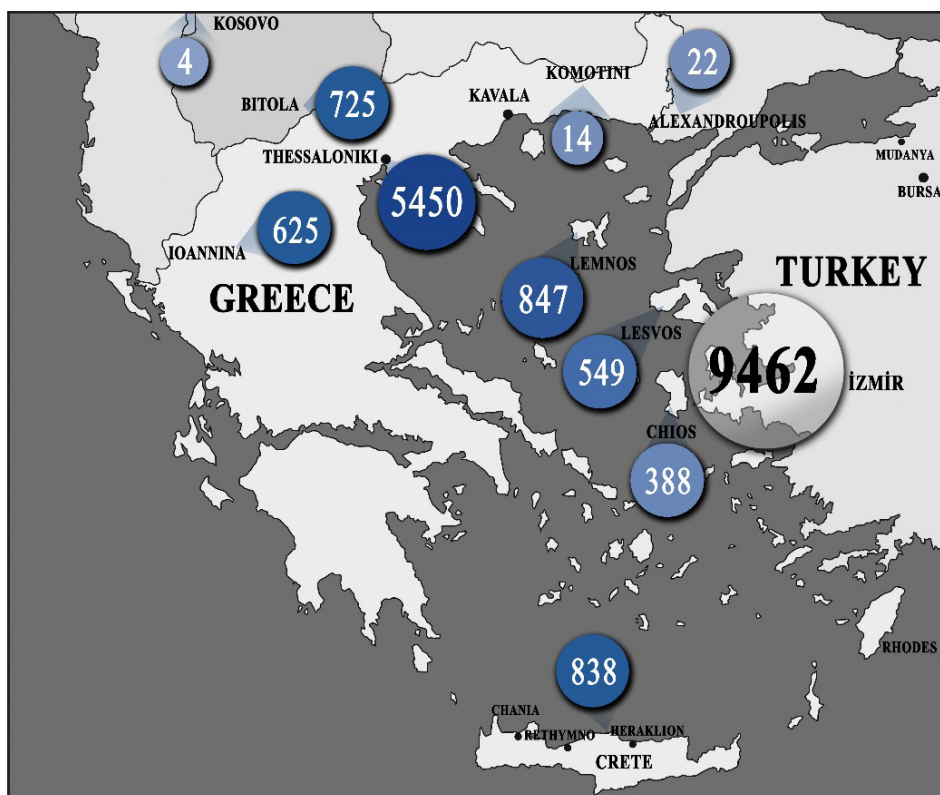 KOSOVO
4
22
725
BITOLA
KOMOTINI
KAVALA
14
ALEXANDROUPOLIS
THESSALONIKI
MUDANYA
BURSA
5450
625
IOANNINA
GREECE
LEMNOS
847
TURKEY
LESVOS
549
9462
İZMİR
CHIOS
388
RHODES
838
CHANIA
RETHYMNO
HERAKLION
CRETE